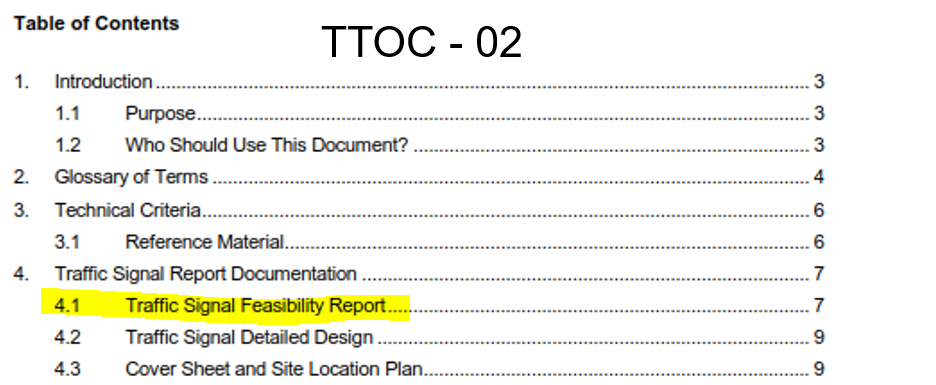 Table of Contents
TTOC - 02
1. Introduction ........................................................ 3
1.1 Purpose ........................................................ 3
1.2 Who Should Use This Document? ........................................................ 3
2. Glossary of Terms ........................................................ 4
3. Technical Criteria ........................................................ 6
3.1 Reference Material ........................................................ 6
4. Traffic Signal Report Documentation ........................................................ 7
4.1 Traffic Signal Feasibility Report ........................................................ 7
4.2 Traffic Signal Detailed Design ........................................................ 9
4.3 Cover Sheet and Site Location Plan ........................................................ 9